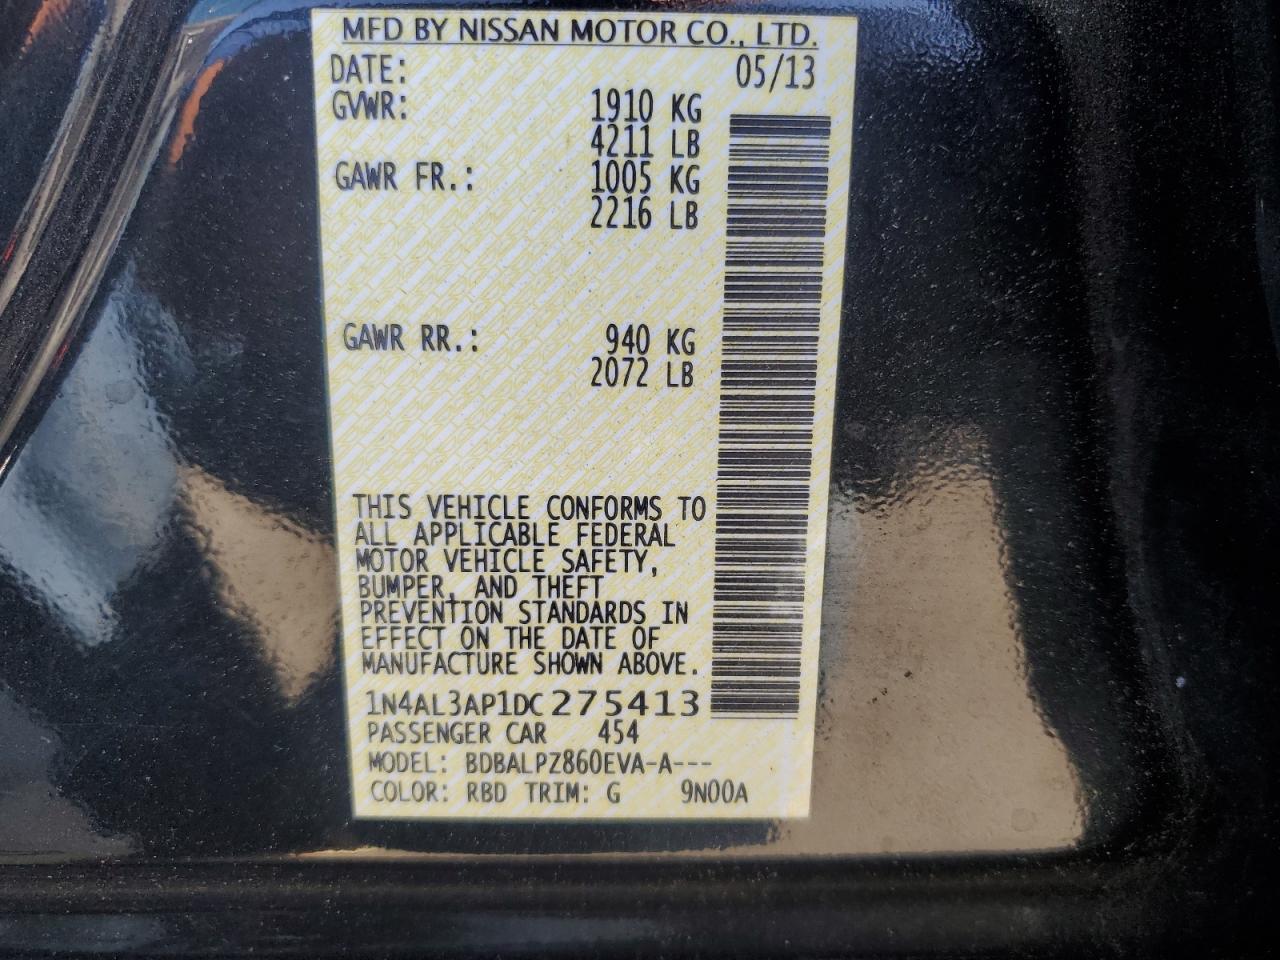 MFD BY NISSAN MOTOR CO., LTD.
DATE: 05/13
GVWR: 1910 KG
4211 LB
GAWR FR.: 1005 KG
2216 LB
GAWR RR.: 940 KG
2072 LB
THIS VEHICLE CONFORMS TO
ALL APPLICABLE FEDERAL
MOTOR VEHICLE SAFETY,
BUMPER, AND THEFT
PREVENTION STANDARDS IN
EFFECT ON THE DATE OF
MANUFACTURE SHOWN ABOVE.
1N4AL3AP1DC275413
PASSENGER CAR 454
MODEL: BDBALPZ860EVA-A---
COLOR: RBD TRIM: G 9N00A